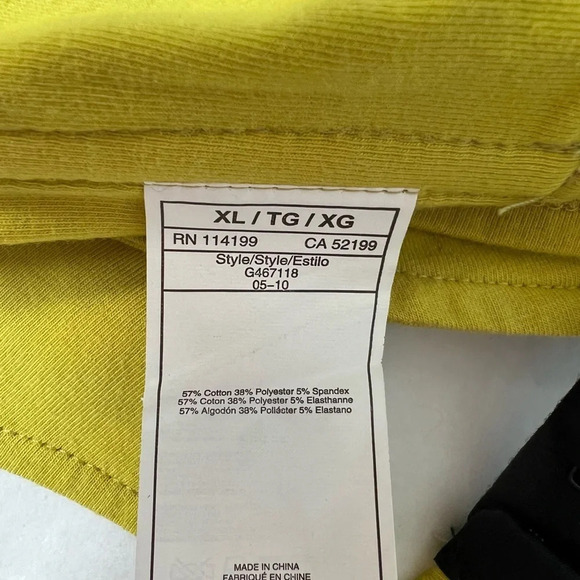 XL / TG / XG
RN 114199 CA 52199
Style/Style/Estilo
G467118
05-10
57% Cotton 38% Polyester 5% Spandex
57% Coton 38% Polyester 5% Elasthanne
57% Algodón 38% Poliécter 5% Elastano
MADE IN CHINA
FABRIQUÉ EN CHINE